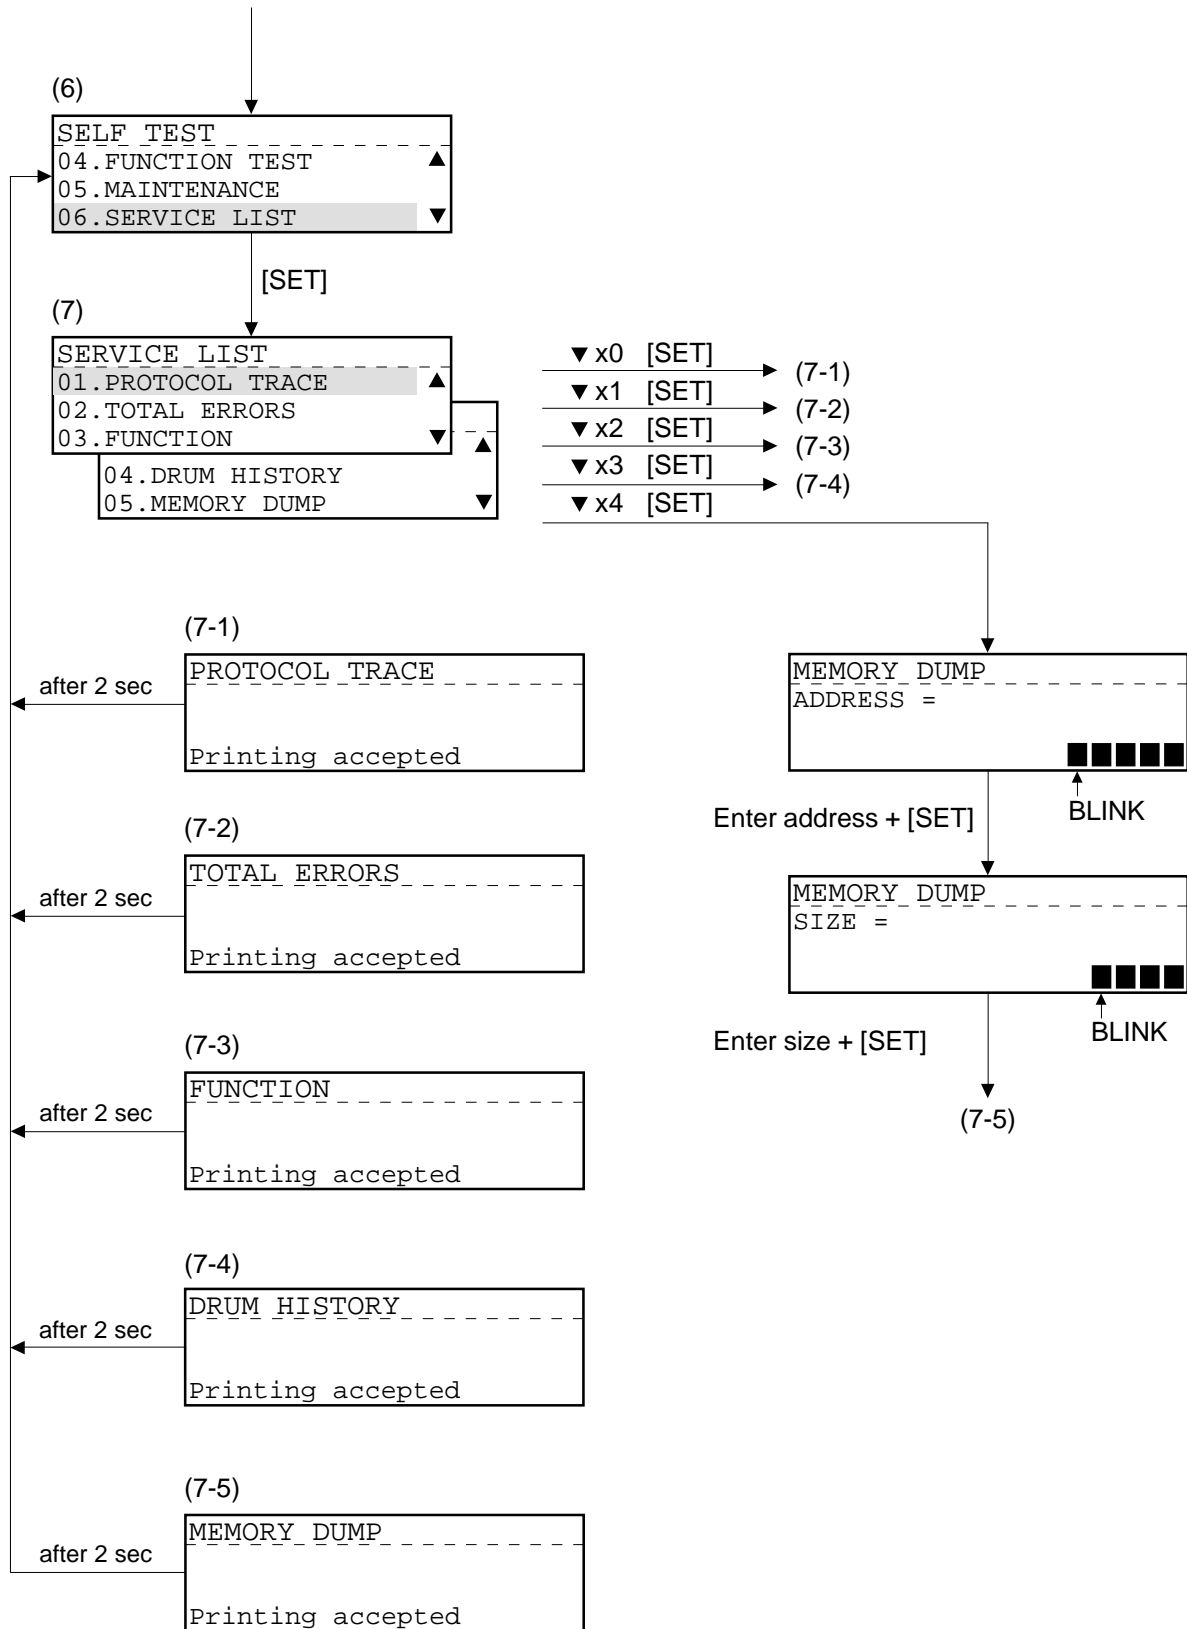 (6)
SELF TEST
04.FUNCTION TEST ▲
05.MAINTENANCE
06.SERVICE LIST ▼
[SET]
(7)
SERVICE LIST
01.PROTOCOL TRACE ▲
02.TOTAL ERRORS
03.FUNCTION ▼
▲
04.DRUM HISTORY
05.MEMORY DUMP ▼
▼ x0 [SET]
(7-1)
▼ x1 [SET]
(7-2)
▼ x2 [SET]
(7-3)
▼ x3 [SET]
(7-4)
▼ x4 [SET]
(7-1)
PROTOCOL TRACE
Printing accepted
after 2 sec
(7-2)
TOTAL ERRORS
Printing accepted
after 2 sec
(7-3)
FUNCTION
Printing accepted
after 2 sec
(7-4)
DRUM HISTORY
Printing accepted
after 2 sec
(7-5)
MEMORY DUMP
Printing accepted
after 2 sec
MEMORY DUMP
ADDRESS =
BLINK
Enter address + [SET]
MEMORY DUMP
SIZE =
BLINK
Enter size + [SET]
(7-5)